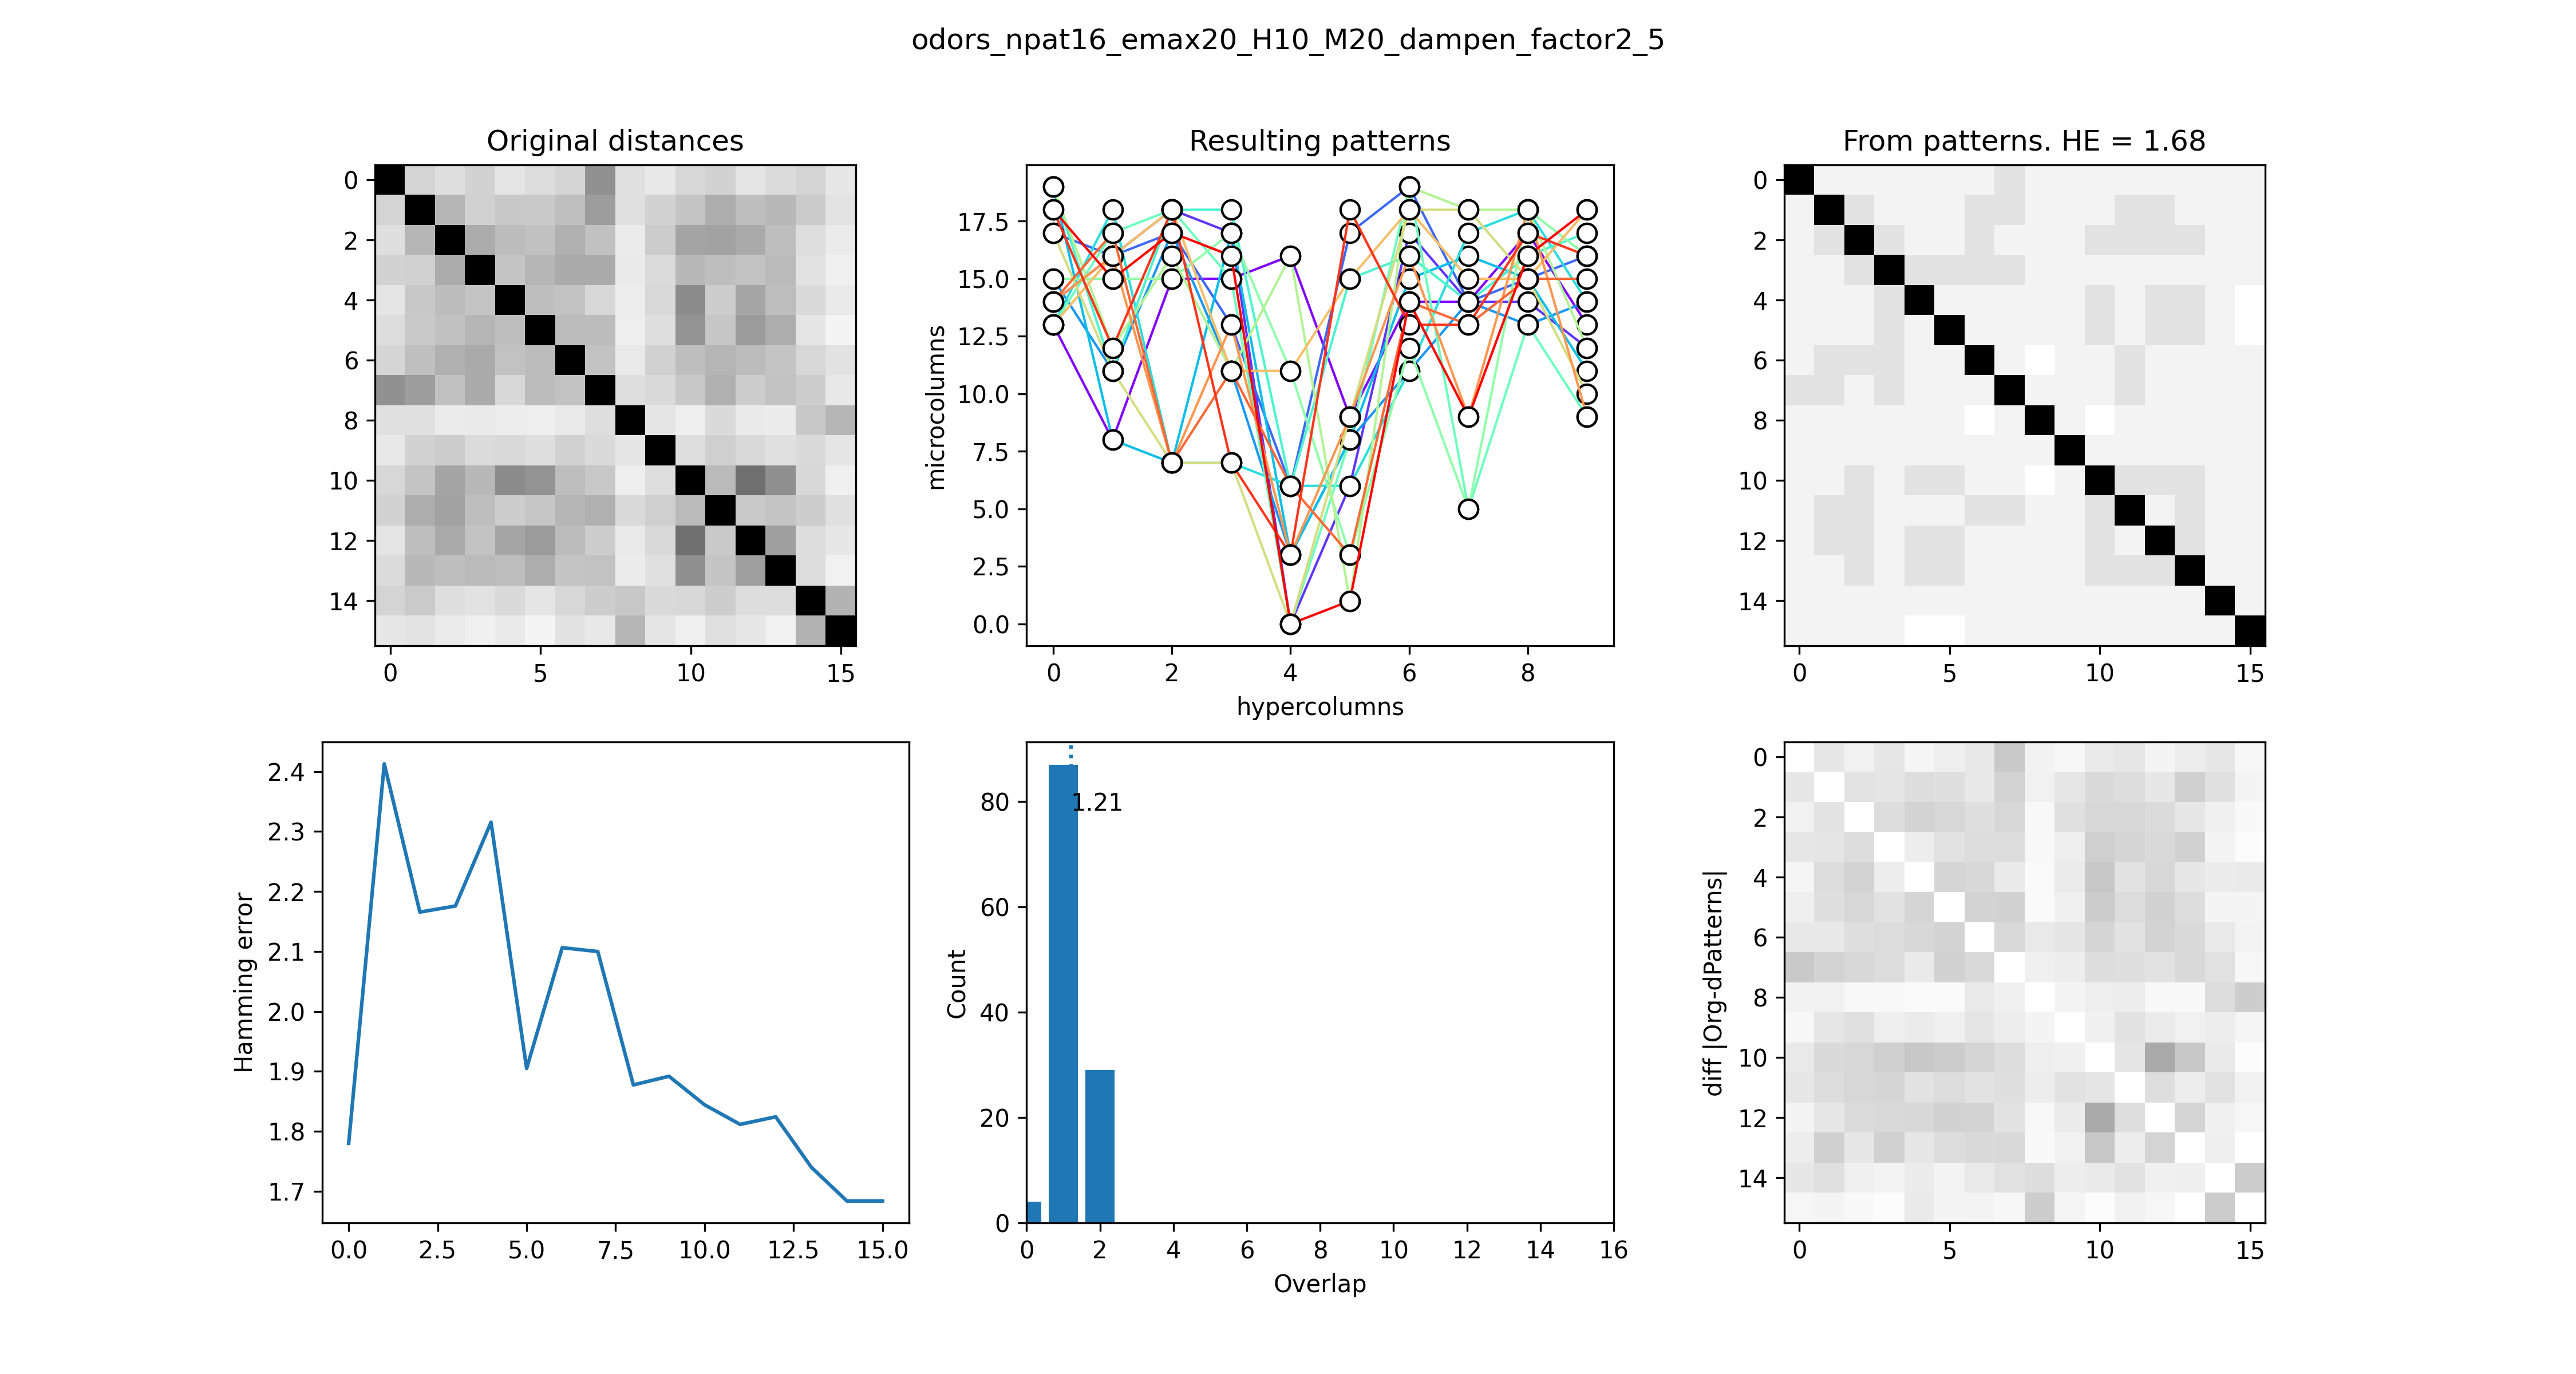 odors_npat16_emax20_H10_M20_dampen_factor2_5
Original distances
0
2
4
6
8
10
12
14
0 5 10 15
Resulting patterns
microcolumns
17.5
15.0
12.5
10.0
7.5
5.0
2.5
0.0
0 2 4 6 8
hypercolumns
From patterns. HE = 1.68
0
2
4
6
8
10
12
14
0 5 10 15
Hamming error
2.4
2.3
2.2
2.1
2.0
1.9
1.8
1.7
0.0 2.5 5.0 7.5 10.0 12.5 15.0
Count
80
60
40
20
0
1.21
0 2 4 6 8 10 12 14 16
Overlap
diff |Org-dPatterns|
0
2
4
6
8
10
12
14
0 5 10 15